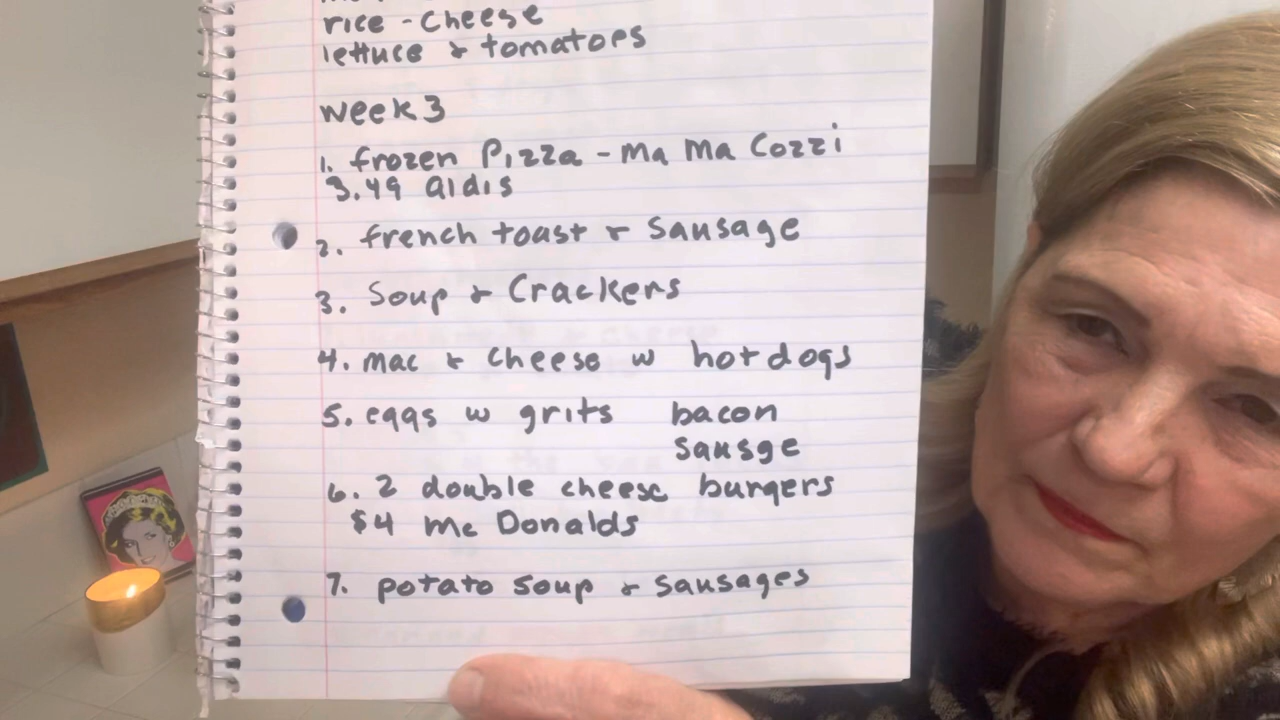 rice - Cheese
lettuce & tomatoes
week 3
1. frozen Pizza - Ma Ma Cozzi
3.49 aldis
2. french toast & Sausage
3. Soup & Crackers
4. mac & cheese w hotdogs
5. eggs w grits bacon
Sausge
6. 2 double cheese burgers
$4 mc Donalds
7. potato soup & sausages